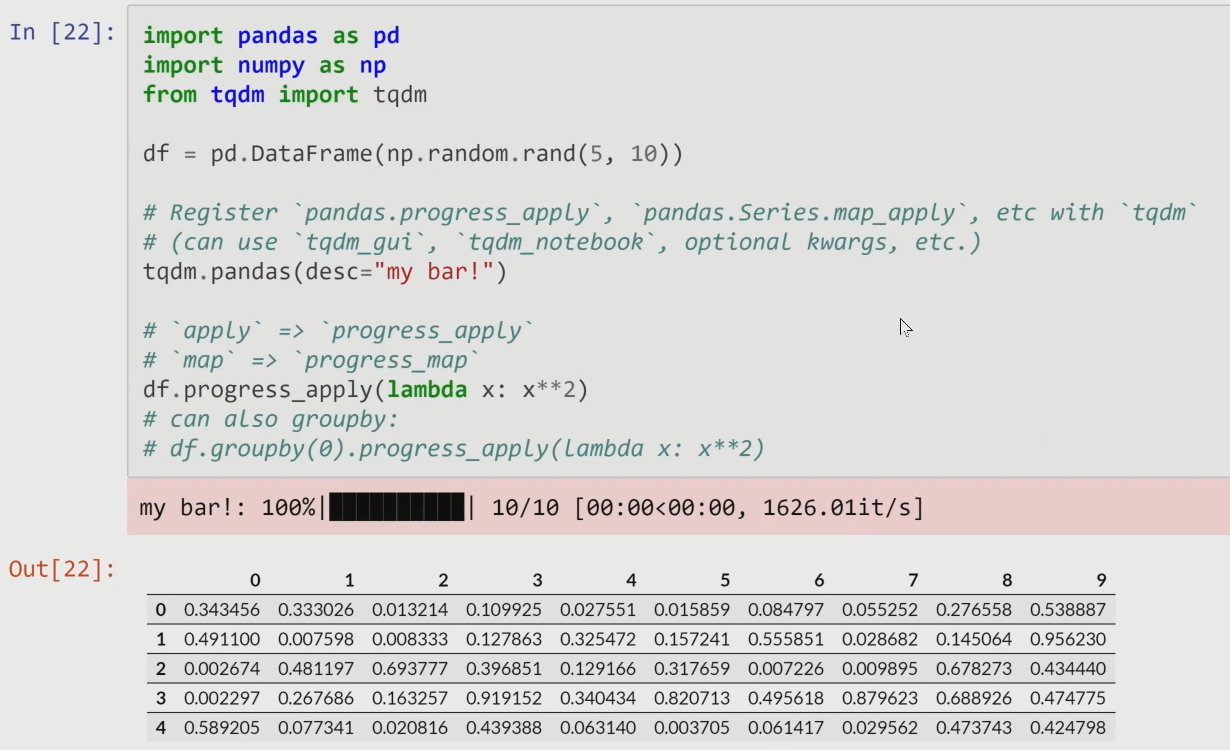 In [22]:
import pandas as pd
import numpy as np
from tqdm import tqdm
df = pd.DataFrame(np.random.rand(5, 10))
# Register `pandas.progress_apply`, `pandas.Series.map_apply`, etc with `tqdm`
# (can use `tqdm_gui`, `tqdm_notebook`, optional kwargs, etc.)
tqdm.pandas(desc="my bar!")
# `apply` => `progress_apply`
# `map` => `progress_map`
df.progress_apply(lambda x: x**2)
# can also groupby:
# df.groupby(0).progress_apply(lambda x: x**2)
my bar!: 100%|██████████| 10/10 [00:00<00:00, 1626.01it/s]
Out[22]:
0 1 2 3 4 5 6 7 8 9
0 0.343456 0.333026 0.013214 0.109925 0.027551 0.015859 0.084797 0.055252 0.276558 0.538887
1 0.491100 0.007598 0.008333 0.127863 0.325472 0.157241 0.555851 0.028682 0.145064 0.956230
2 0.002674 0.481197 0.693777 0.396851 0.129166 0.317659 0.007226 0.009895 0.678273 0.434440
3 0.002297 0.267686 0.163257 0.919152 0.340434 0.820713 0.495618 0.879623 0.688926 0.474775
4 0.589205 0.077341 0.020816 0.439388 0.063140 0.003705 0.061417 0.029562 0.473743 0.424798